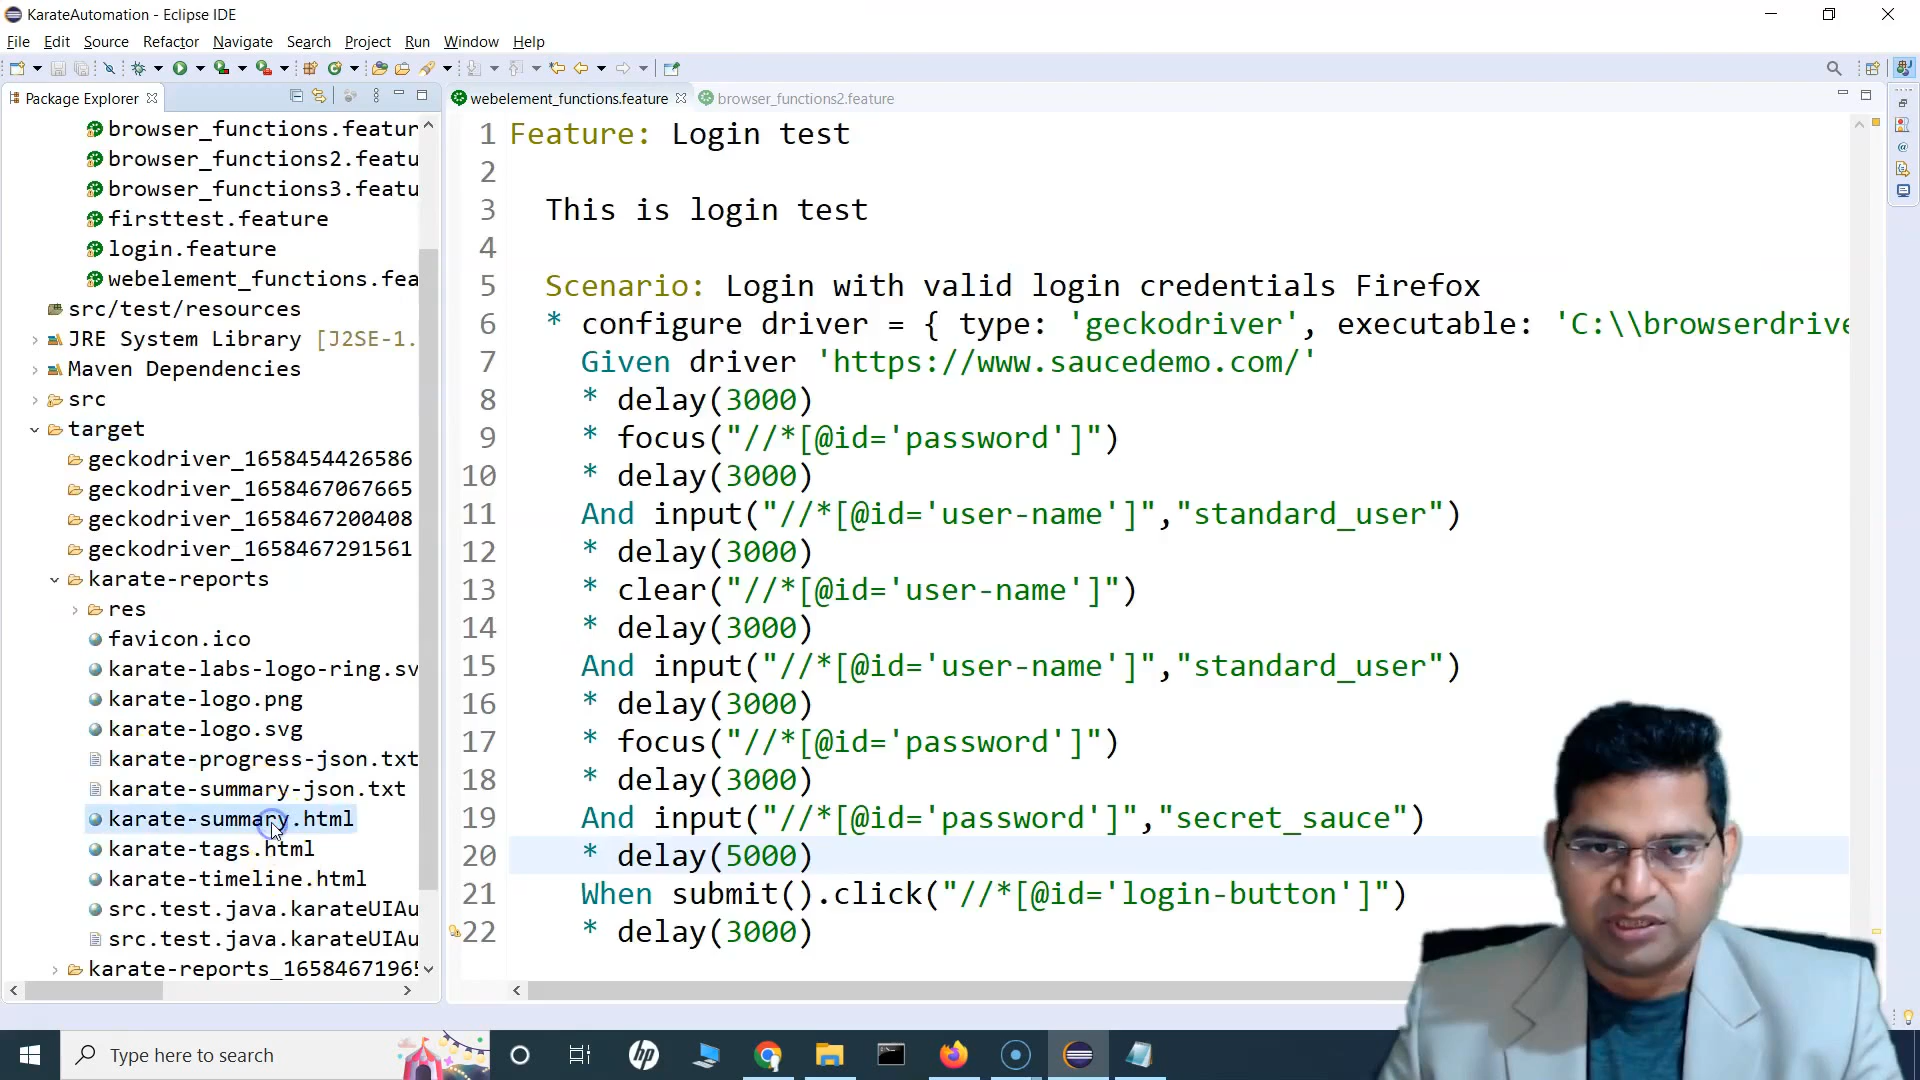 KarateAutomation - Eclipse IDE
File Edit Source Refactor Navigate Search Project Run Window Help
Package Explorer
webelement_functions.feature
browser_functions2.feature
browser_functions.featur
browser_functions2.featu
browser_functions3.featu
firsttest.feature
login.feature
webelement_functions.fea
src/test/resources
JRE System Library [J2SE-1.
Maven Dependencies
src
target
geckodriver_1658454426586
geckodriver_1658467067665
geckodriver_1658467200408
geckodriver_1658467291561
karate-reports
res
favicon.ico
karate-labs-logo-ring.sv
karate-logo.png
karate-logo.svg
karate-progress-json.txt
karate-summary-json.txt
karate-summary.html
karate-tags.html
karate-timeline.html
src.test.java.karateUIAu
src.test.java.karateUIAu
karate-reports_1658467196
1 Feature: Login test
2
3 This is login test
4
5 Scenario: Login with valid login credentials Firefox
6 * configure driver = { type: 'geckodriver', executable: 'C:\\browserdrive
7 Given driver 'https://www.saucedemo.com/'
8 * delay(3000)
9 * focus("//*[@id='password']")
10 * delay(3000)
11 And input("//*[@id='user-name']","standard_user")
12 * delay(3000)
13 * clear("//*[@id='user-name']")
14 * delay(3000)
15 And input("//*[@id='user-name']","standard_user")
16 * delay(3000)
17 * focus("//*[@id='password']")
18 * delay(3000)
19 And input("//*[@id='password']","secret_sauce")
20 * delay(5000)
21 When submit().click("//*[@id='login-button']")
22 * delay(3000)
Type here to search
hp